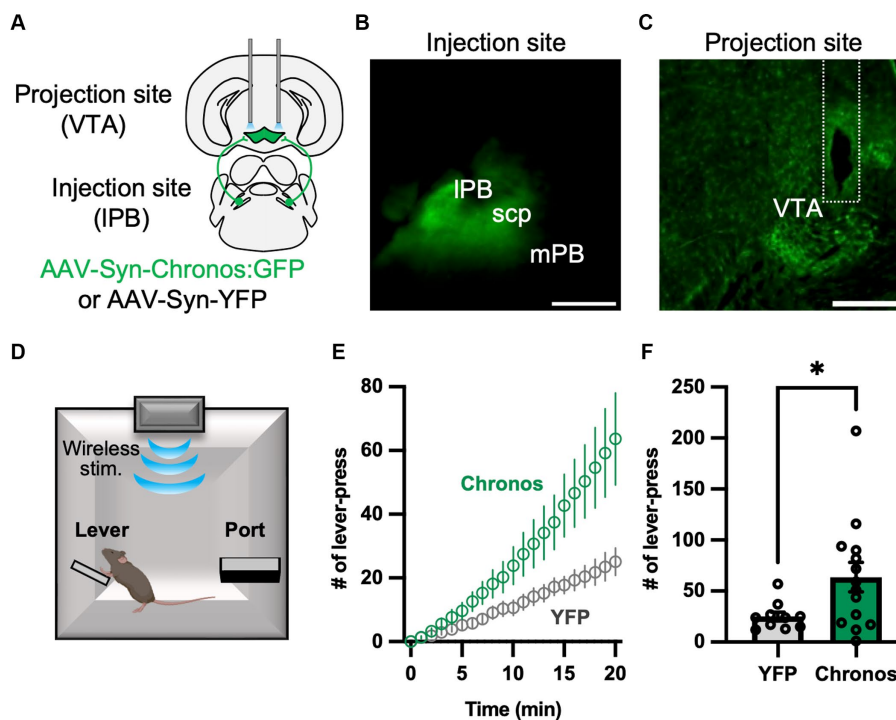 A
Projection site
(VTA)
Injection site
(lPB)
AAV-Syn-Chronos:GFP
or AAV-Syn-YFP
B
Injection site
lPB
scp
mPB
C
Projection site
VTA
D
Wireless
stim.
Lever
Port
E
# of lever-press
80
60
40
20
0
Chronos
YFP
0 5 10 15 20
Time (min)
F
*
# of lever-press
250
200
150
100
50
0
YFP Chronos